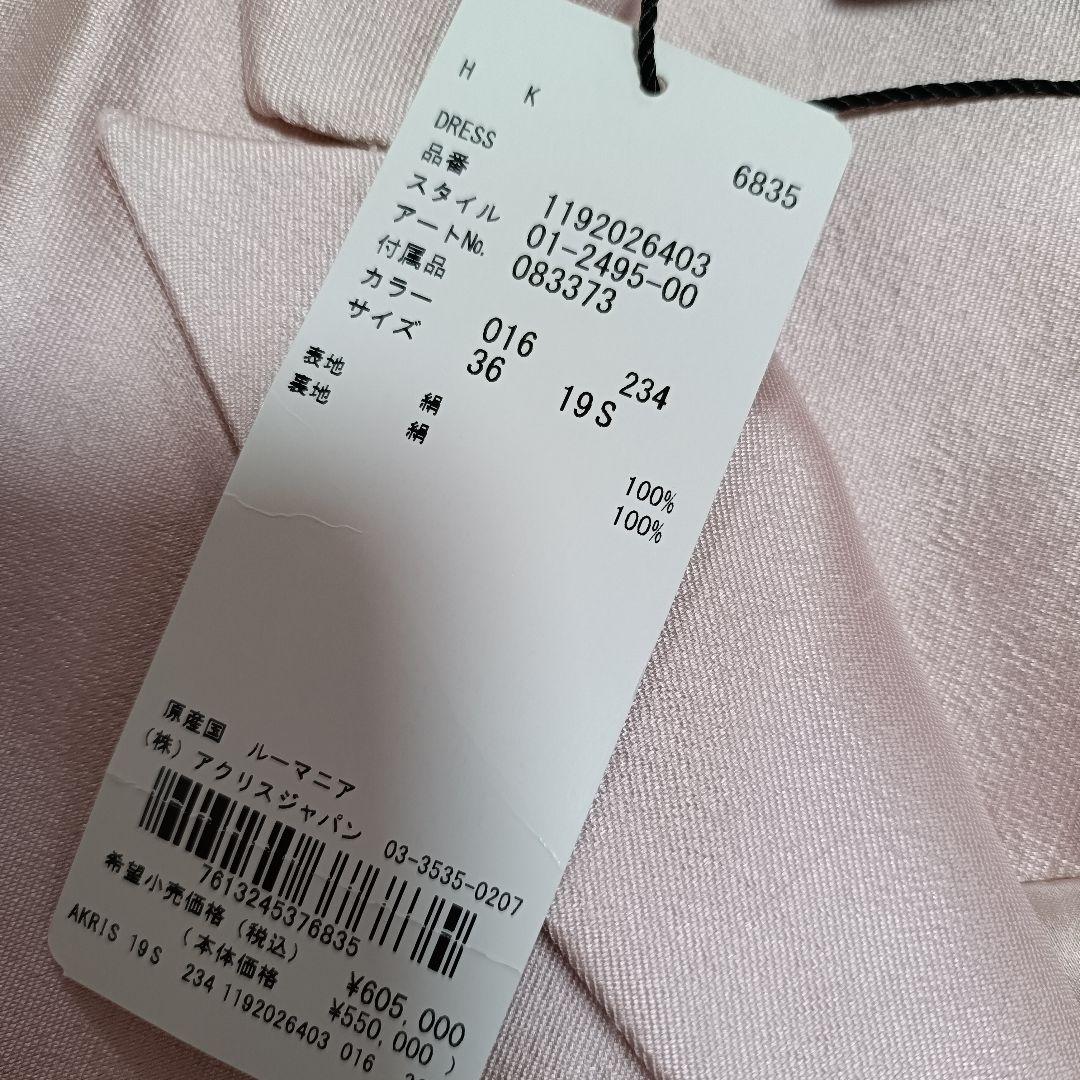 H K
DRESS 6835
品番 1192026403
スタイル 01-2495-00
アートNo. 083373
付属品
カラー 016 234
サイズ 36 19S
表地 絹 100%
裏地 絹 100%
原産国 ルーマニア
(株)アクリスジャパン 03-3535-0207
7613245376835
希望小売価格(税込) ¥605,000
(本体価格 ¥550,000)
AKRIS 19S 234 1192026403 016